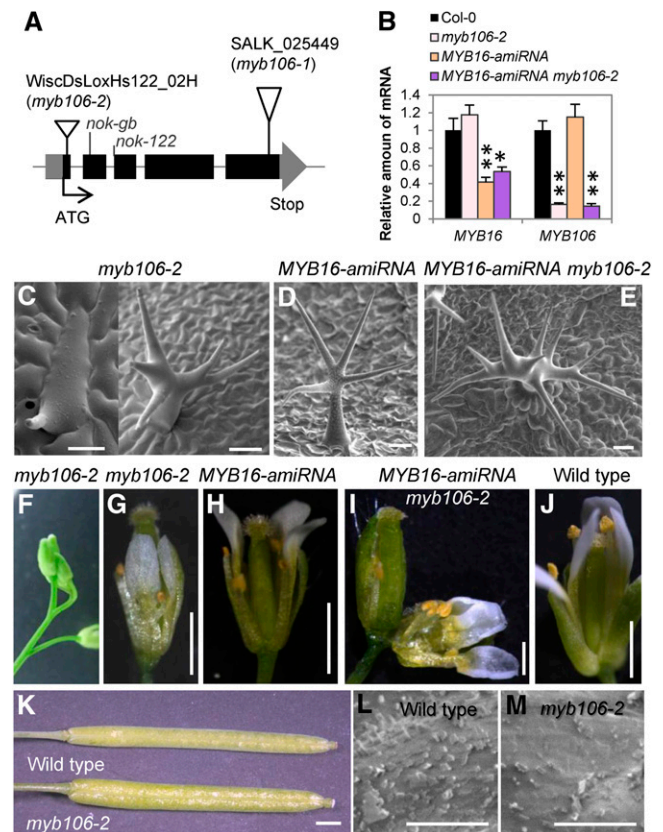 A
SALK_025449
(myb106-1)
WiscDsLoxHs122_02H
(myb106-2)
nok-gb
nok-122
ATG
Stop
B
Col-0
myb106-2
MYB16-amiRNA
MYB16-amiRNA myb106-2
Relative amoun of mRNA
1.4
1.2
1
0.8
0.6
0.4
0.2
0
**
*
**
**
MYB16
MYB106
myb106-2
MYB16-amiRNA
MYB16-amiRNA myb106-2
C
D
E
myb106-2
myb106-2
MYB16-amiRNA
MYB16-amiRNA
myb106-2
Wild type
F
G
H
I
J
K
Wild type
myb106-2
L
Wild type
M
myb106-2